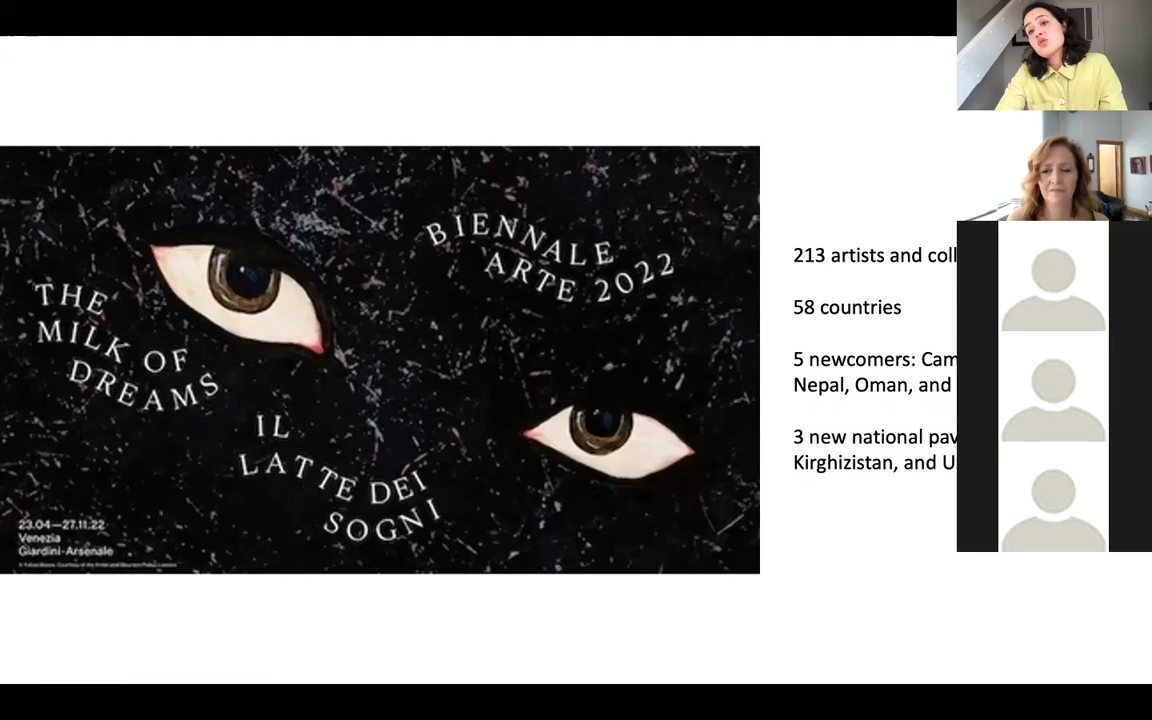 BIENNALE
ARTE 2022
THE
MILK OF
DREAMS
IL
LATTE DEI
SOGNI
23.04—27.11.22
Venezia
Giardini-Arsenale
213 artists and coll
58 countries
5 newcomers: Cam
Nepal, Oman, and
3 new national pav
Kirghizistan, and U